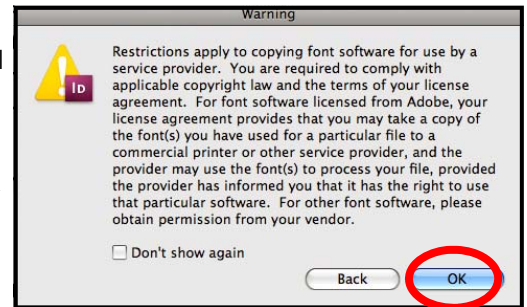 Warning
Restrictions apply to copying font software for use by a
service provider. You are required to comply with
applicable copyright law and the terms of your license
agreement. For font software licensed from Adobe, your
license agreement provides that you may take a copy of
the font(s) you have used for a particular file to a
commercial printer or other service provider, and the
provider may use the font(s) to process your file, provided
the provider has informed you that it has the right to use
that particular software. For other font software, please
obtain permission from your vendor.
ID
Don't show again
Back OK